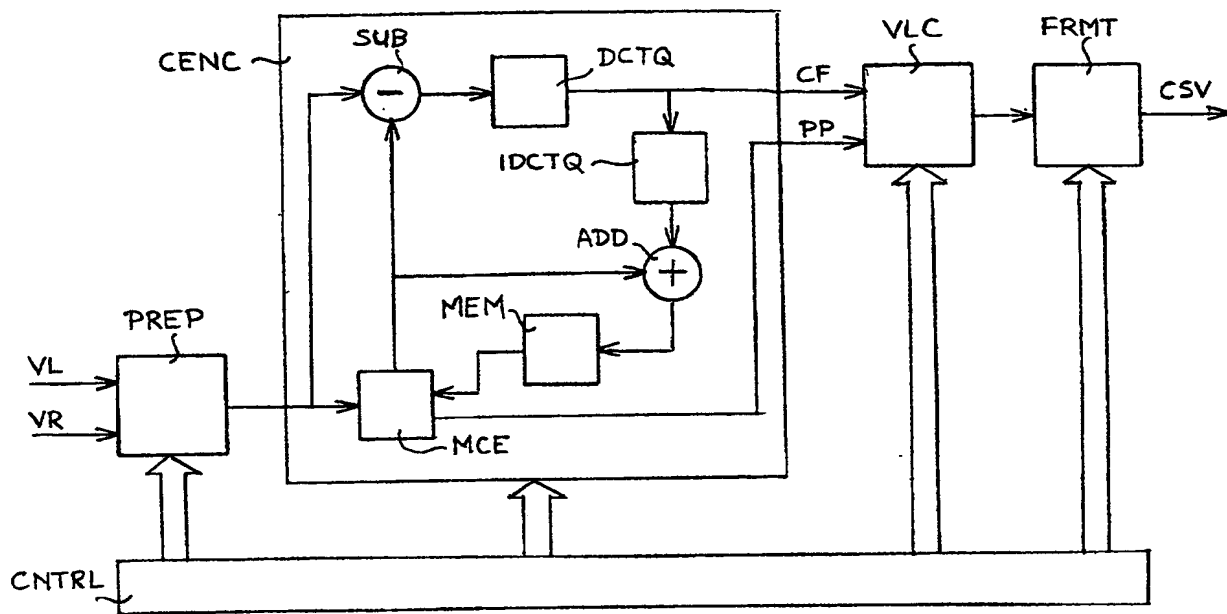 SUB
VLC
FRMT
CENC
DCTQ
CF
CSV
PP
IDCTQ
ADD
MEM
PREP
VL
VR
MCE
CNTRL